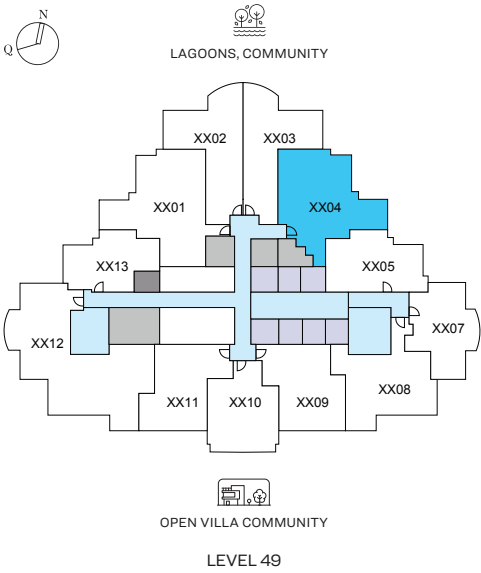 N
Q
LAGOONS, COMMUNITY
XX02
XX03
XX01
XX04
XX13
XX05
XX12
XX07
XX08
XX11
XX10
XX09
OPEN VILLA COMMUNITY
LEVEL 49